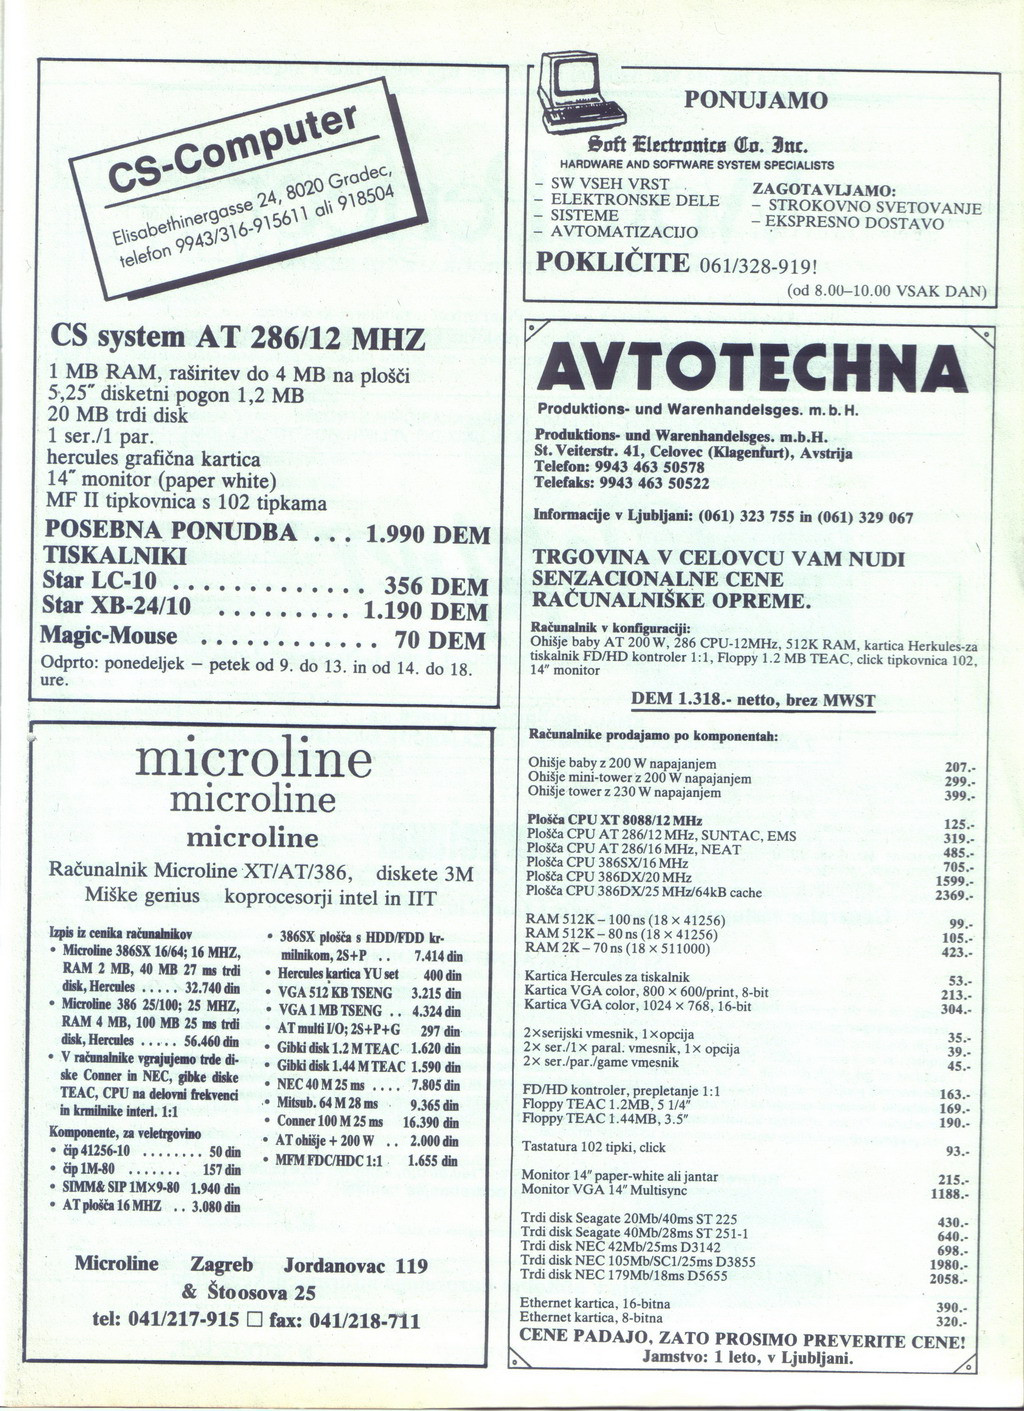 CS-Computer
Elisabethinergasse 24, 8020 Gradec,
telefon 9943/316-915611 ali 918504
CS system AT 286/12 MHZ
1 MB RAM, raširitev do 4 MB na plošči
5,25" disketni pogon 1,2 MB
20 MB trdi disk
1 ser./1 par.
hercules grafična kartica
14" monitor (paper white)
MF II tipkovnica s 102 tipkama
POSEBNA PONUDBA ... 1.990 DEM
TISKALNIKI
Star LC-10 ............. 356 DEM
Star XB-24/10 .......... 1.190 DEM
Magic-Mouse ............ 70 DEM
Odprto: ponedeljek – petek od 9. do 13. in od 14. do 18.
ure.
microline
microline
microline
Računalnik Microline XT/AT/386, diskete 3M
Miške genius koprocesorji intel in IIT
Izpis iz cenika računalnikov
• Microline 386SX 16/64; 16 MHZ,
RAM 2 MB, 40 MB 27 ms trdi
disk, Hercules ..... 32.740 din
• Microline 386 25/100; 25 MHZ,
RAM 4 MB, 100 MB 25 ms trdi
disk, Hercules ..... 56.460 din
• V računalnike vgrajujemo trde di-
ske Conner in NEC, gibke diske
TEAC, CPU na delovni frekvenci
in krmilnike interl. 1:1
Komponente, za veletrgovino
• čip 41256-10 ........ 50 din
• čip 1M-80 ....... 157 din
• SIMM& SIP 1M×9-80 1.940 din
• AT plošča 16 MHZ .. 3.080 din
• 386SX plošča s HDD/FDD kr-
milnikom, 2S+P .. 7.414 din
• Hercules kartica YU set 400 din
• VGA 512 KB TSENG 3.215 din
• VGA 1 MB TSENG .. 4.324 din
• AT multi I/O; 2S+P+G 297 din
• Gibki disk 1.2 M TEAC 1.620 din
• Gibki disk 1.44 M TEAC 1.590 din
• NEC 40 M 25 ms .... 7.805 din
• Mitsub. 64 M 28 ms 9.365 din
• Conner 100 M 25 ms 16.390 din
• AT ohišje + 200 W .. 2.000 din
• MFM FDC/HDC 1:1 1.655 din
Microline Zagreb Jordanovac 119
& Štoosova 25
tel: 041/217-915 □ fax: 041/218-711
PONUJAMO
Soft Electronics Co. Inc.
HARDWARE AND SOFTWARE SYSTEM SPECIALISTS
– SW VSEH VRST
– ELEKTRONSKE DELE
– SISTEME
– AVTOMATIZACIJO
ZAGOTAVLJAMO:
– STROKOVNO SVETOVANJE
– EKSPRESNO DOSTAVO
POKLIČITE 061/328-919!
(od 8.00–10.00 VSAK DAN)
AVTOTECHNA
Produktions- und Warenhandelsges. m.b.H.
Produktions- und Warenhandelsges. m.b.H.
St. Veiterstr. 41, Celovec (Klagenfurt), Avstrija
Telefon: 9943 463 50578
Telefaks: 9943 463 50522
Informacije v Ljubljani: (061) 323 755 in (061) 329 067
TRGOVINA V CELOVCU VAM NUDI
SENZACIONALNE CENE
RAČUNALNIŠKE OPREME.
Računalnik v konfiguraciji:
Ohišje baby AT 200 W, 286 CPU-12MHz, 512K RAM, kartica Herkules-za
tiskalnik FD/HD kontroler 1:1, Floppy 1.2 MB TEAC, click tipkovnica 102,
14" monitor
DEM 1.318.- netto, brez MWST
Računalnike prodajamo po komponentah:
Ohišje baby z 200 W napajanjem 207.-
Ohišje mini-tower z 200 W napajanjem 299.-
Ohišje tower z 230 W napajanjem 399.-
Plošča CPU XT 8088/12 MHz 125.-
Plošča CPU AT 286/12 MHz, SUNTAC, EMS 319.-
Plošča CPU AT 286/16 MHz, NEAT 485.-
Plošča CPU 386SX/16 MHz 705.-
Plošča CPU 386DX/20 MHz 1599.-
Plošča CPU 386DX/25 MHz/64kB cache 2369.-
RAM 512K – 100 ns (18 × 41256) 99.-
RAM 512K – 80 ns (18 × 41256) 105.-
RAM 2K – 70 ns (18 × 511000) 423.-
Kartica Hercules za tiskalnik 53.-
Kartica VGA color, 800 × 600/print, 8-bit 213.-
Kartica VGA color, 1024 × 768, 16-bit 304.-
2×serijski vmesnik, 1×opcija 35.-
2× ser./1× paral. vmesnik, 1× opcija 39.-
2× ser./par./game vmesnik 45.-
FD/HD kontroler, prepletanje 1:1 163.-
Floppy TEAC 1.2MB, 5 1/4" 169.-
Floppy TEAC 1.44MB, 3.5" 190.-
Tastatura 102 tipki, click 93.-
Monitor 14" paper-white ali jantar 215.-
Monitor VGA 14" Multisync 1188.-
Trdi disk Seagate 20Mb/40ms ST 225 430.-
Trdi disk Seagate 40Mb/28ms ST 251-1 640.-
Trdi disk NEC 42Mb/25ms D3142 698.-
Trdi disk NEC 105Mb/SC1/25ms D3855 1980.-
Trdi disk NEC 179Mb/18ms D5655 2058.-
Ethernet kartica, 16-bitna 390.-
Ethernet kartica, 8-bitna 320.-
CENE PADAJO, ZATO PROSIMO PREVERITE CENE!
Jamstvo: 1 leto, v Ljubljani.